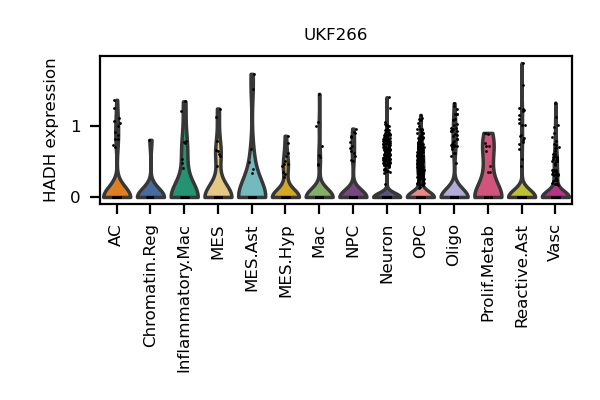 UKF266
HADH expression
1
0
AC
Chromatin.Reg
Inflammatory.Mac
MES
MES.Ast
MES.Hyp
Mac
NPC
Neuron
OPC
Oligo
Prolif.Metab
Reactive.Ast
Vasc